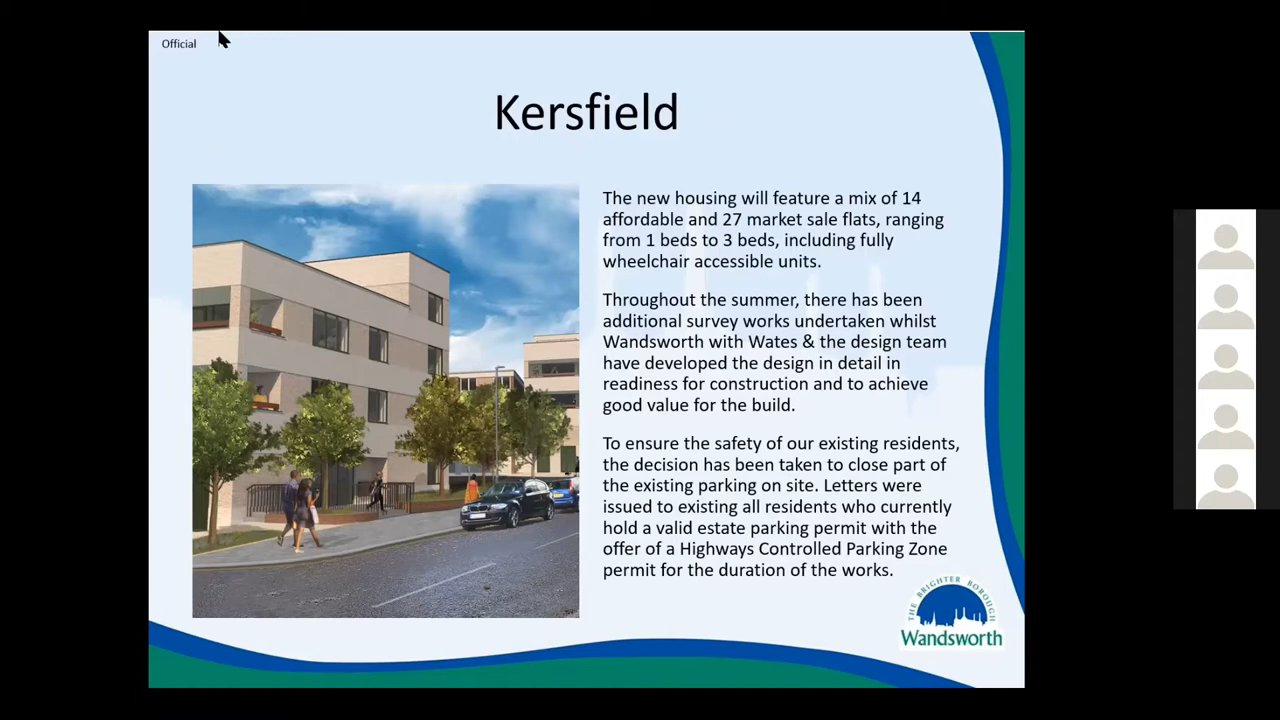 Official
Kersfield
The new housing will feature a mix of 14
affordable and 27 market sale flats, ranging
from 1 beds to 3 beds, including fully
wheelchair accessible units.
Throughout the summer, there has been
additional survey works undertaken whilst
Wandsworth with Wates & the design team
have developed the design in detail in
readiness for construction and to achieve
good value for the build.
To ensure the safety of our existing residents,
the decision has been taken to close part of
the existing parking on site. Letters were
issued to existing all residents who currently
hold a valid estate parking permit with the
offer of a Highways Controlled Parking Zone
permit for the duration of the works.
THE BRIGHTER BOROUGH
Wandsworth